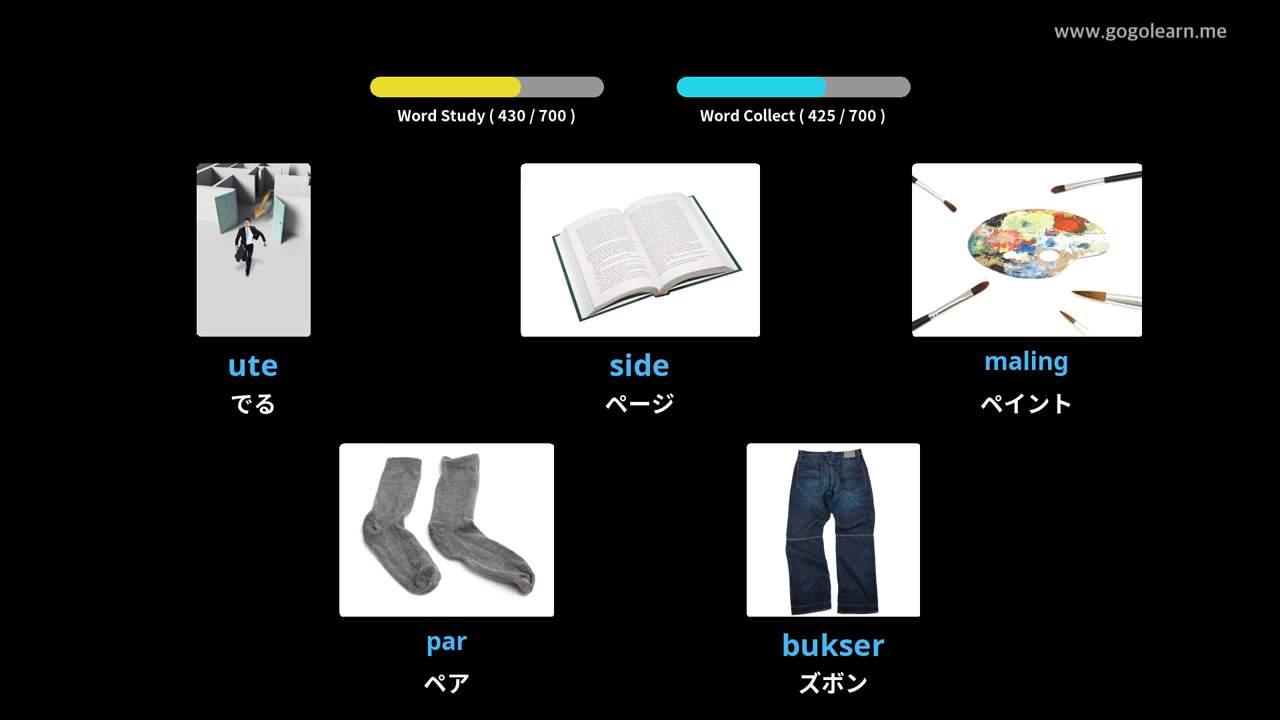 www.gogolearn.me
Word Study ( 430 / 700 )
Word Collect ( 425 / 700 )
ute
でる
side
ページ
maling
ペイント
par
ペア
bukser
ズボン